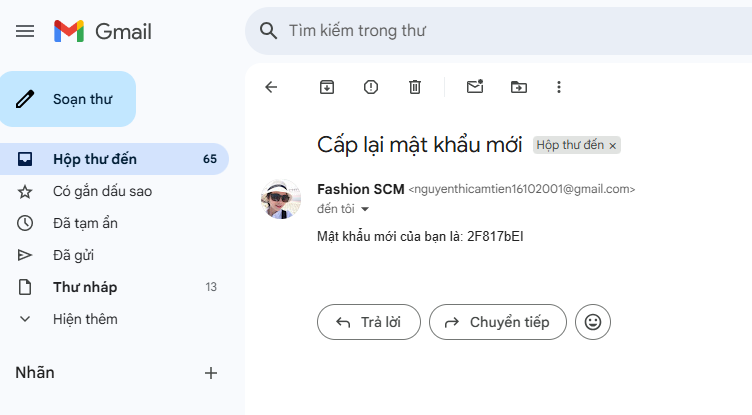 Gmail
Tìm kiếm trong thư
Soạn thư
Hộp thư đến 65
Có gắn dấu sao
Đã tạm ẩn
Đã gửi
Thư nháp 13
Hiện thêm
Nhãn
Cấp lại mật khẩu mới Hộp thư đến ×
Fashion SCM <nguyenthicamtien16102001@gmail.com>
đến tôi
Mật khẩu mới của bạn là: 2F817bEI
Trả lời
Chuyển tiếp